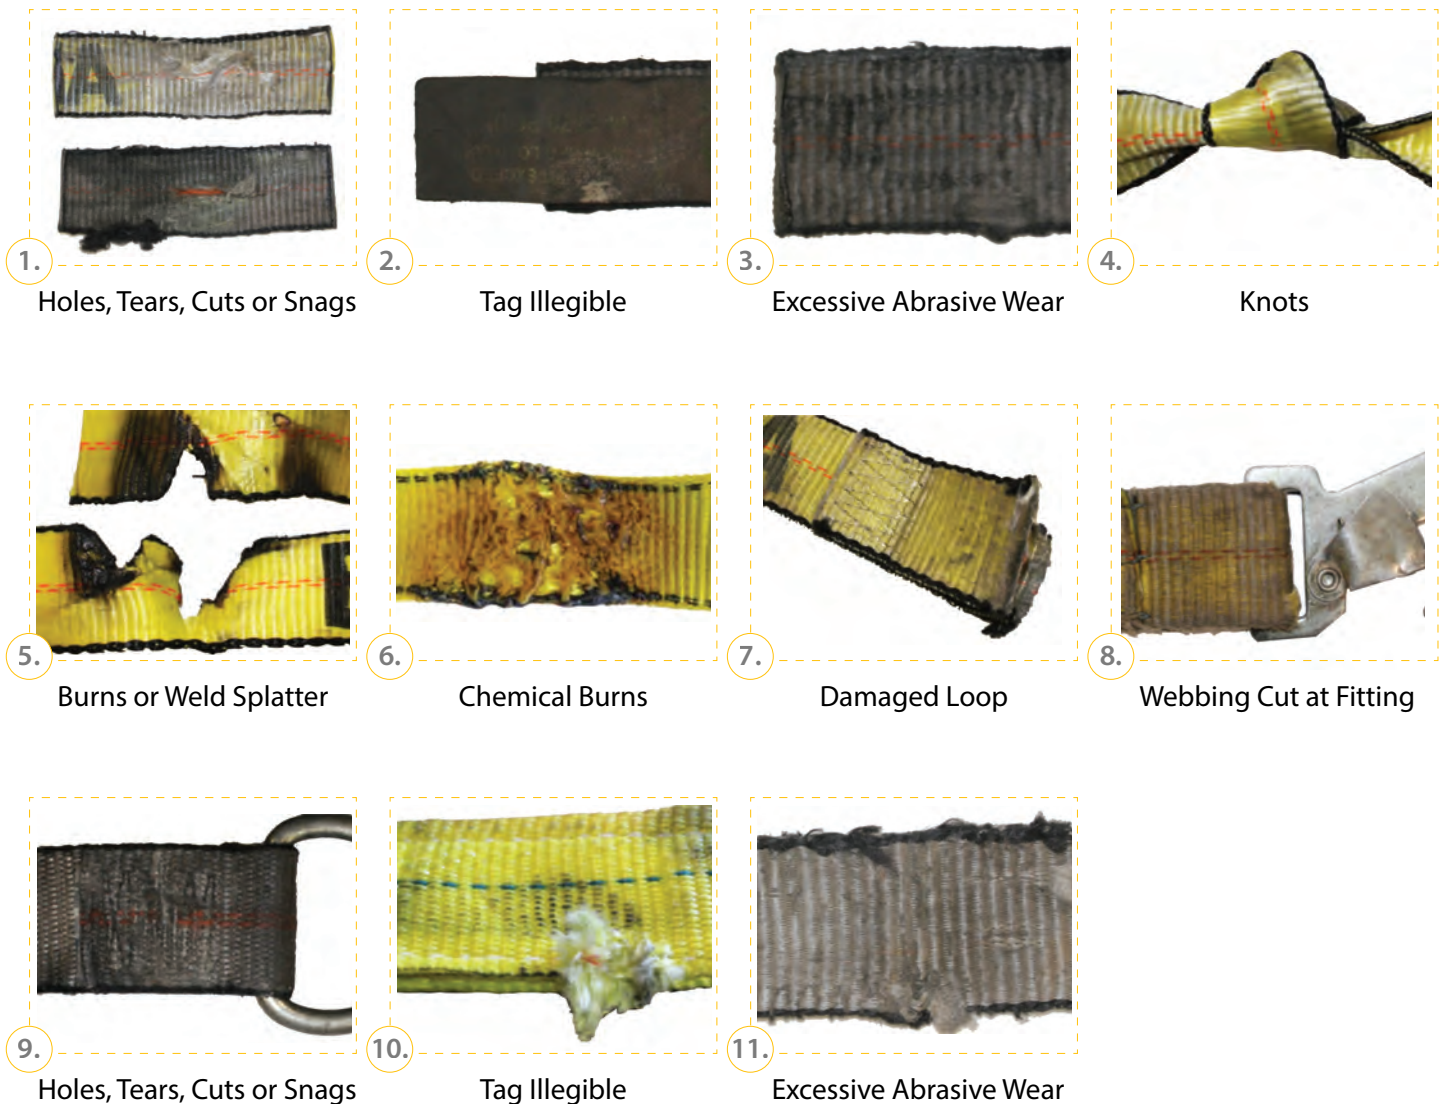 A
1.
Holes, Tears, Cuts or Snags
2.
Tag Illegible
3.
Excessive Abrasive Wear
4.
Knots
5.
Burns or Weld Splatter
6.
Chemical Burns
7.
Damaged Loop
8.
Webbing Cut at Fitting
9.
Holes, Tears, Cuts or Snags
10.
Tag Illegible
11.
Excessive Abrasive Wear